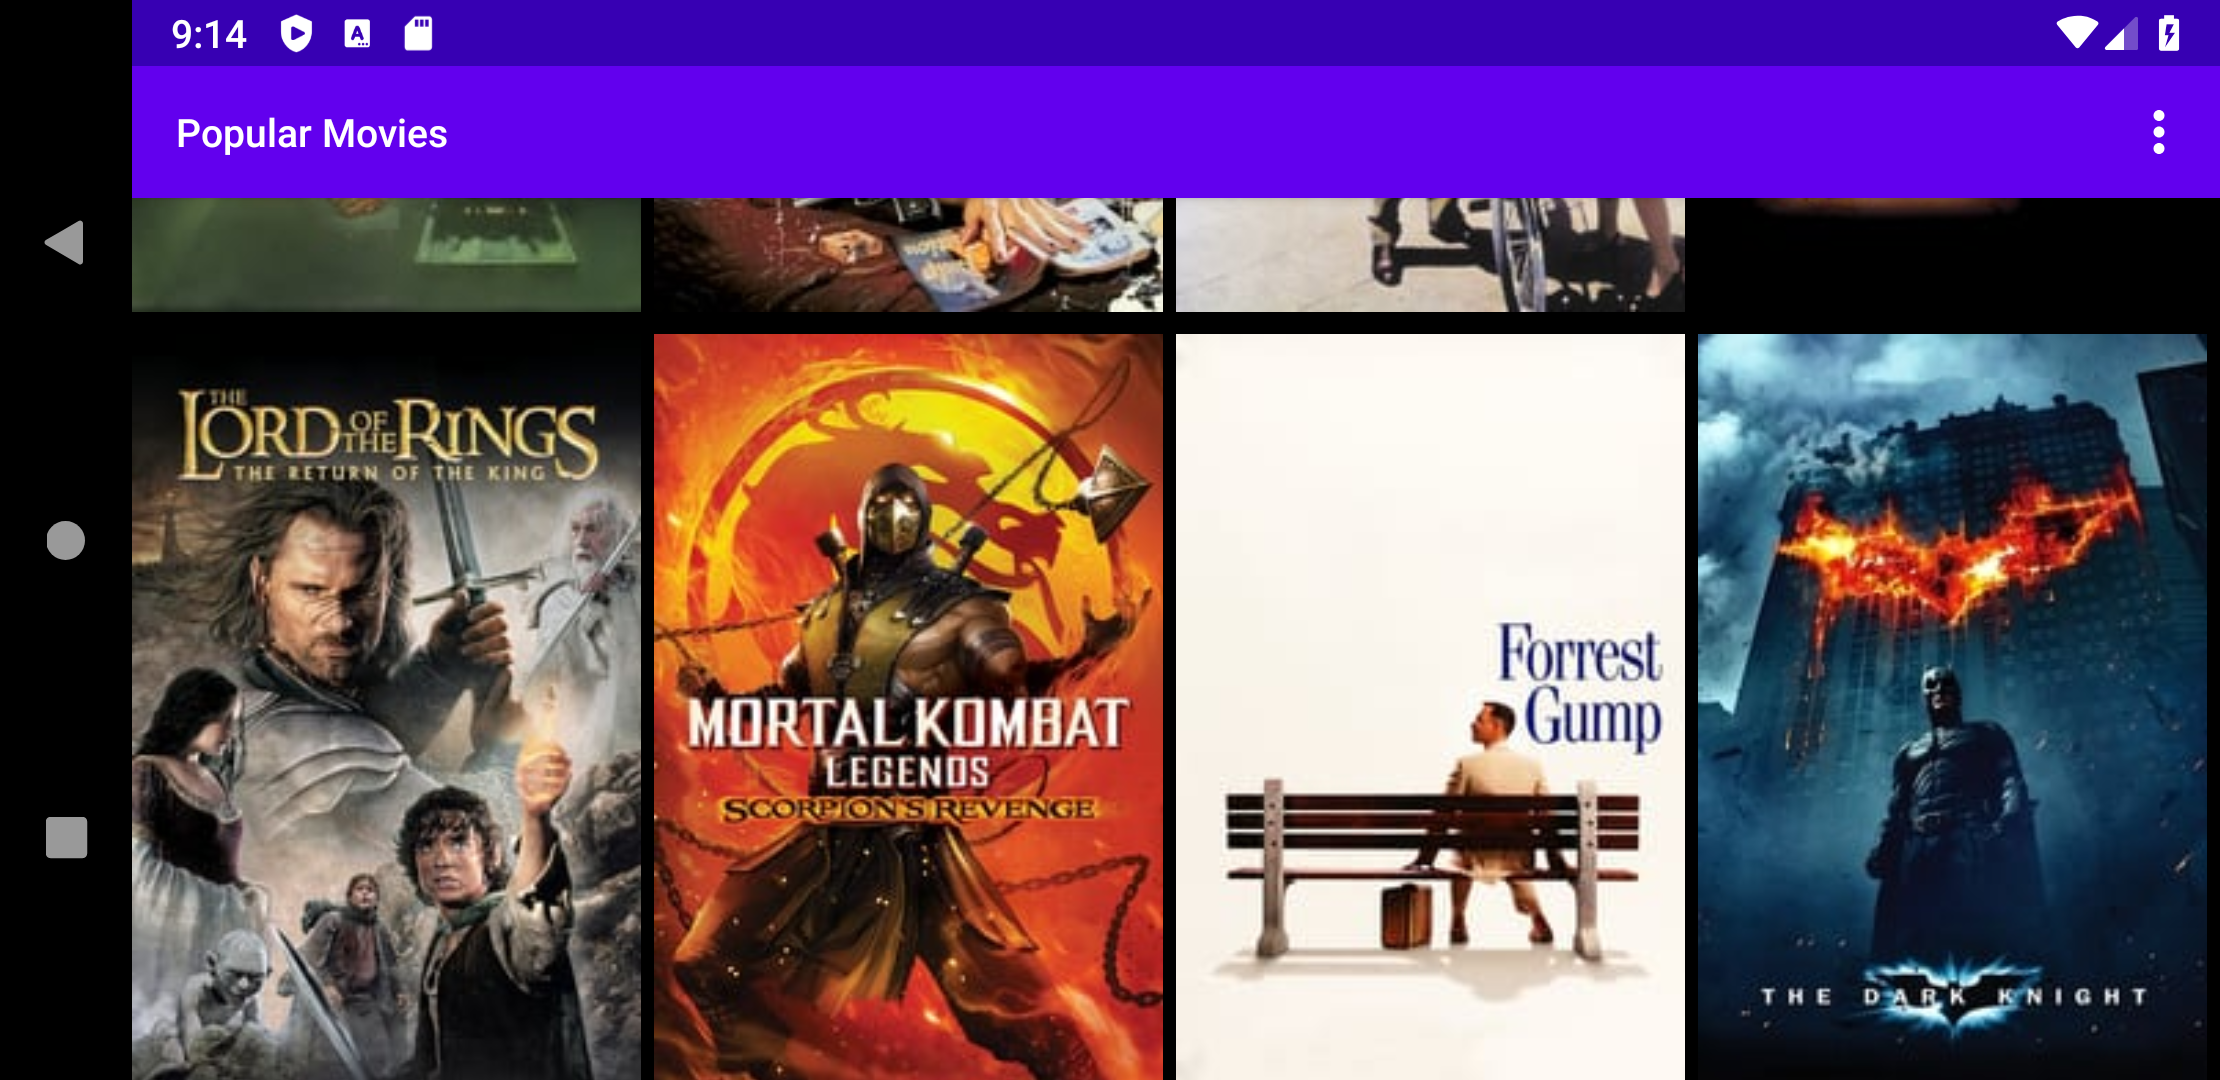 9:14
Popular Movies
THE
LORD OF THE RINGS
THE RETURN OF THE KING
MORTAL KOMBAT
LEGENDS
SCORPION'S REVENGE
Forrest
Gump
THE DARK KNIGHT